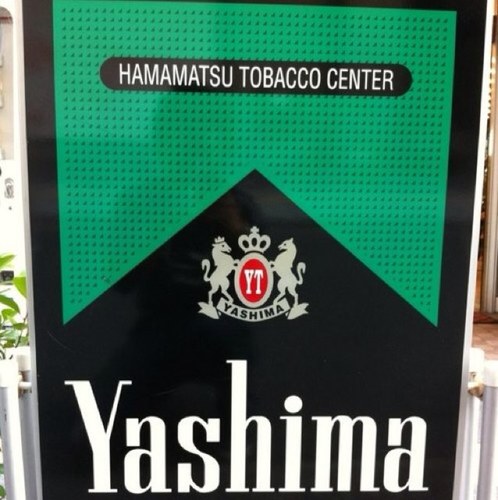 HAMAMATSU TOBACCO CENTER
YT
YASHIMA
Yashima